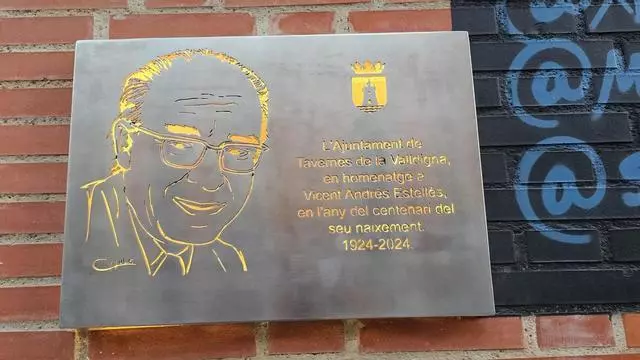 L'Ajuntament de
Tavernes de la Valldigna,
en homenatge a
Vicent Andrés Estellés,
en l'any del centenari del
seu naixement.
1924-2024.
@
@
@